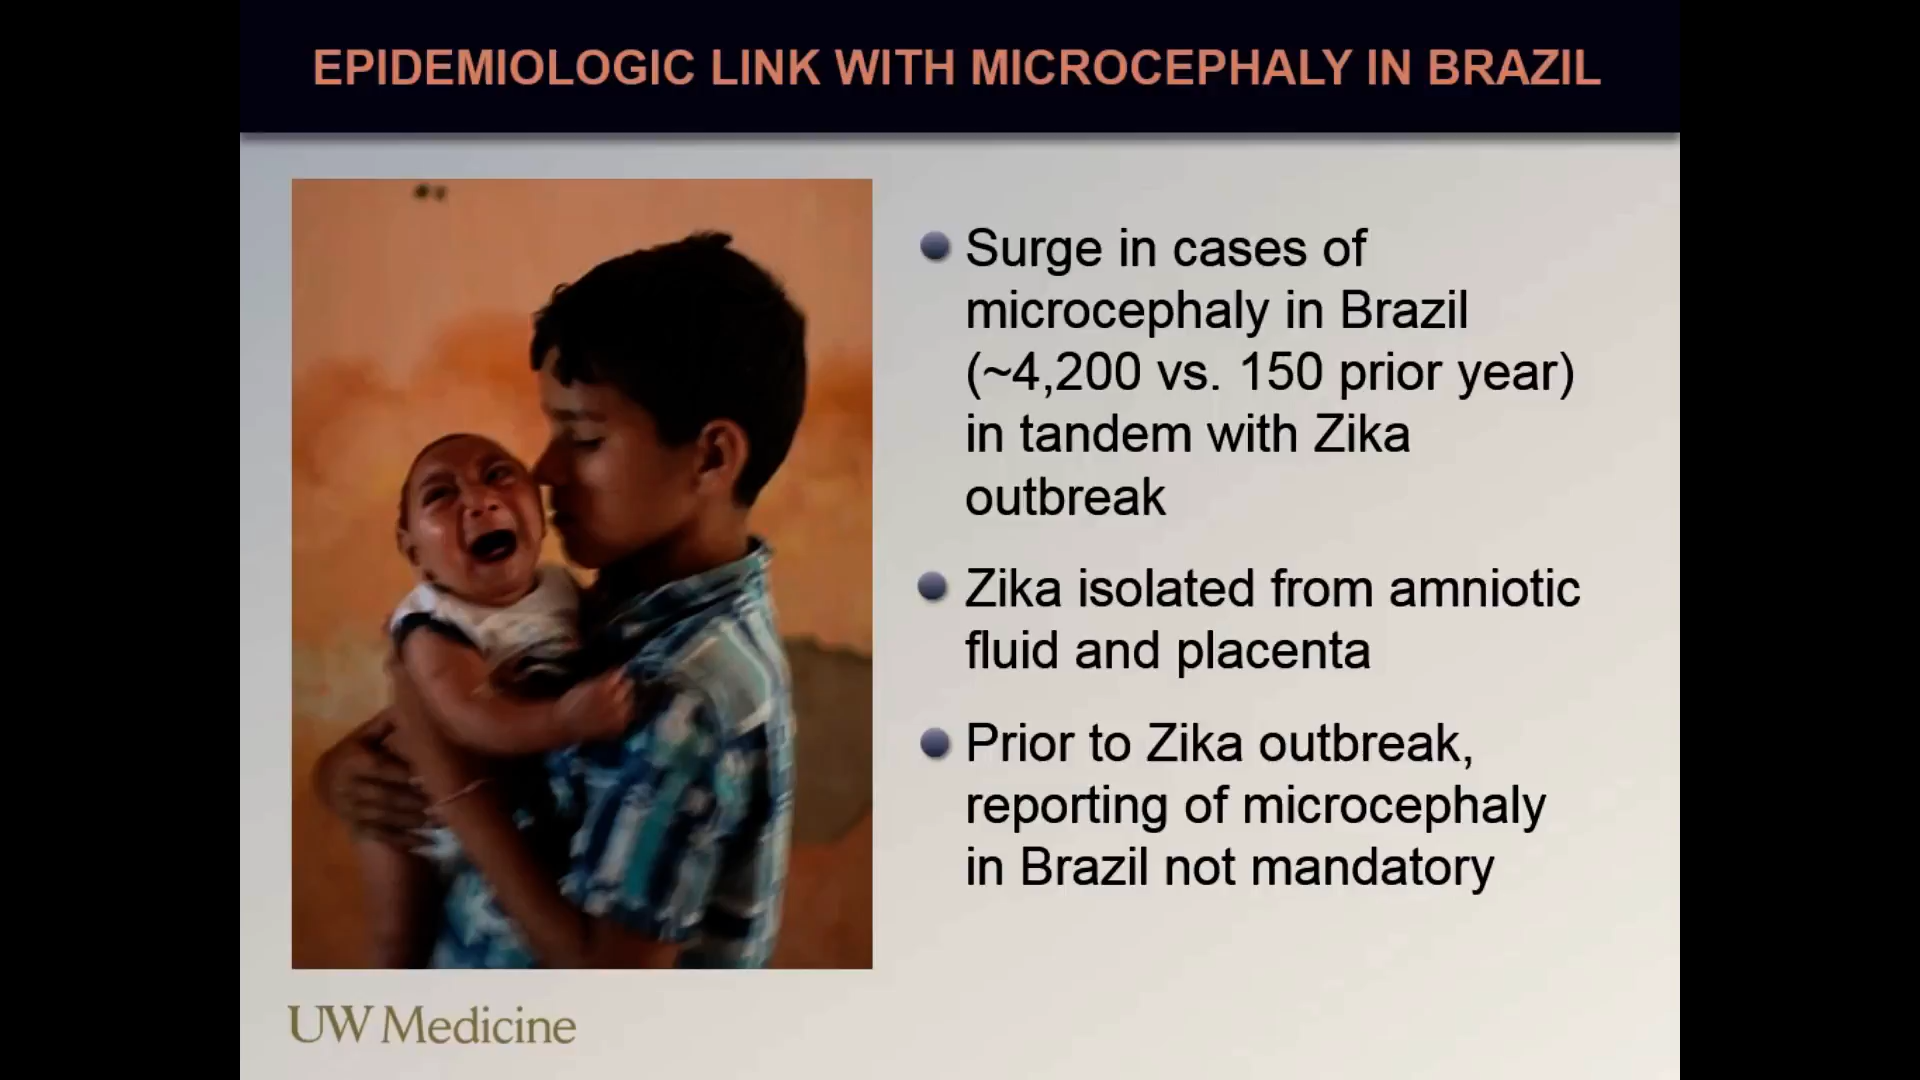 EPIDEMIOLOGIC LINK WITH MICROCEPHALY IN BRAZIL
Surge in cases of
microcephaly in Brazil
(~4,200 vs. 150 prior year)
in tandem with Zika
outbreak
Zika isolated from amniotic
fluid and placenta
Prior to Zika outbreak,
reporting of microcephaly
in Brazil not mandatory
UW Medicine